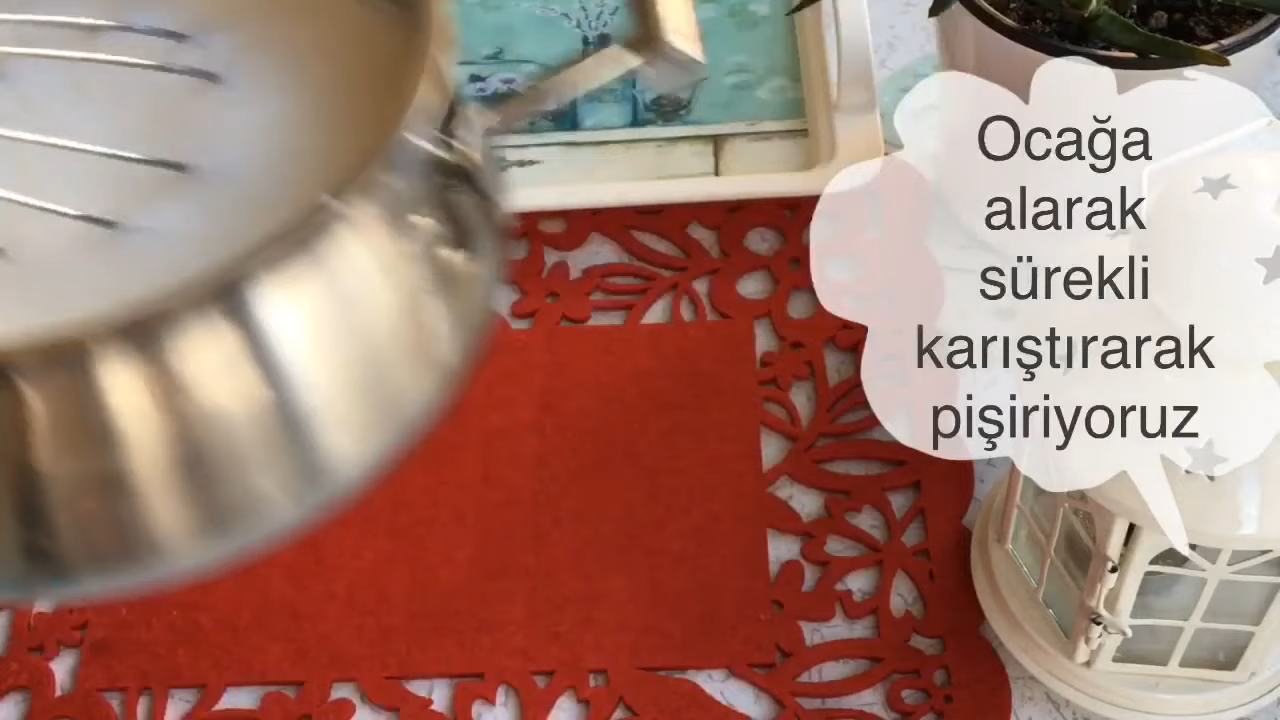 Ocağa
alarak
sürekli
karıştırarak
pişiriyoruz